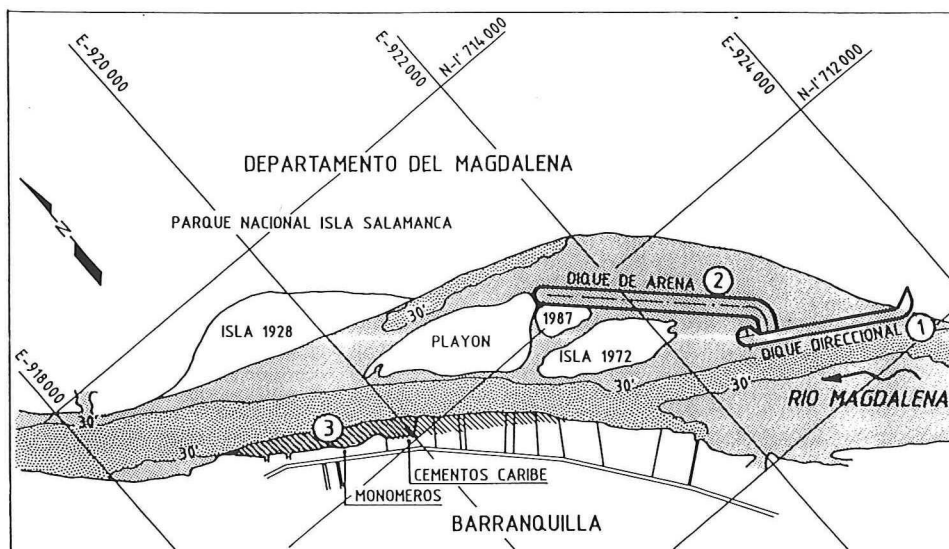 E-920 000
E-922 000
N-1' 714 000
E-924 000
N-1' 712 000
DEPARTAMENTO DEL MAGDALENA
PARQUE NACIONAL ISLA SALAMANCA
N
DIQUE DE ARENA 2
30'
1987
ISLA 1928
PLAYON
ISLA 1972
DIQUE DIRECCIONAL 1
E-918 000
30'
30'
RIO MAGDALENA
30'
3
30'
CEMENTOS CARIBE
MONOMEROS
BARRANQUILLA